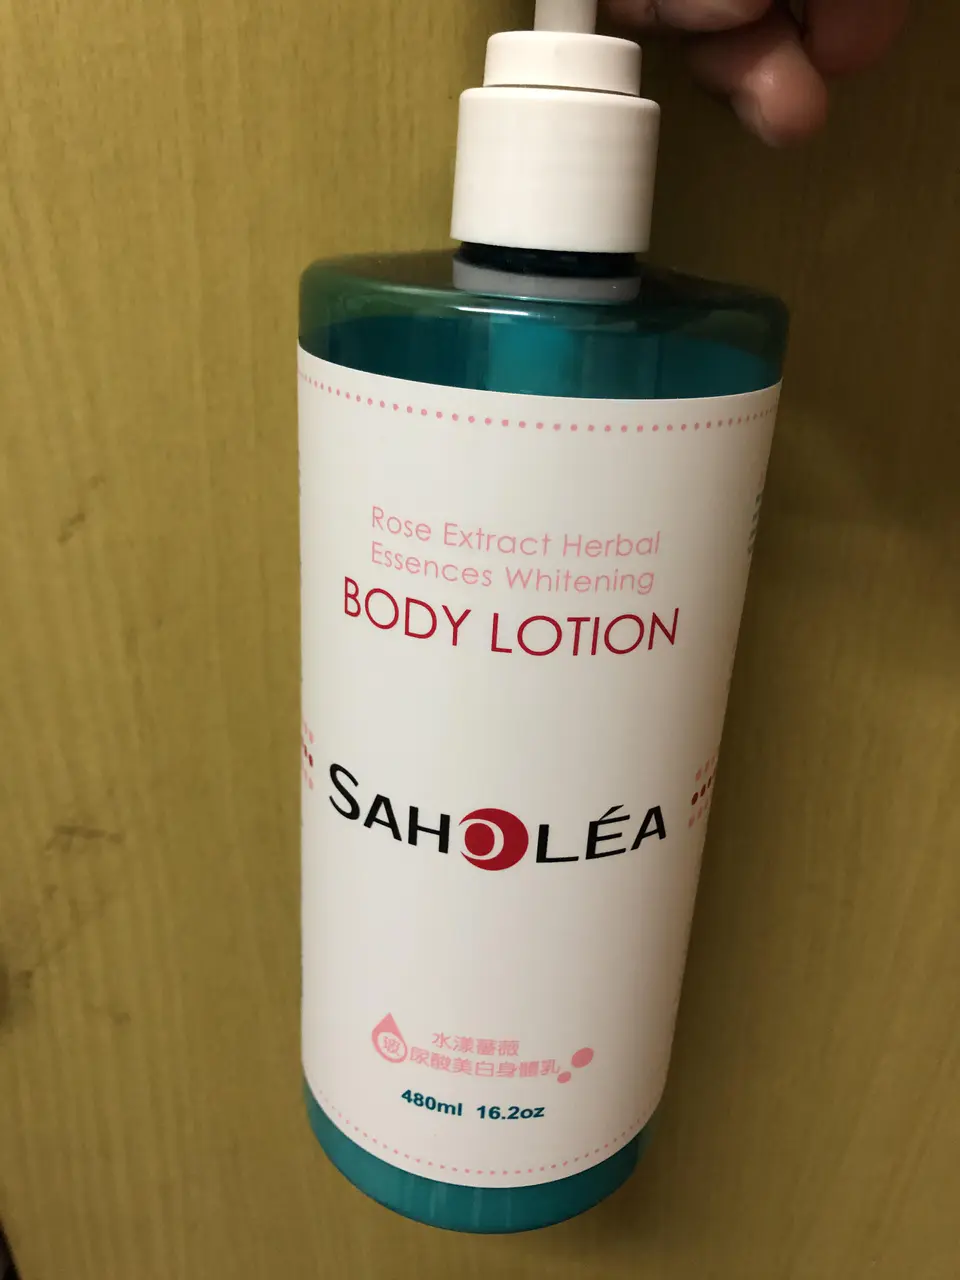 Rose Extract Herbal
Essences Whitening
BODY LOTION
SAHOLÉA
水漾蔷薇
玻尿酸美白身體乳
480ml 16.2oz